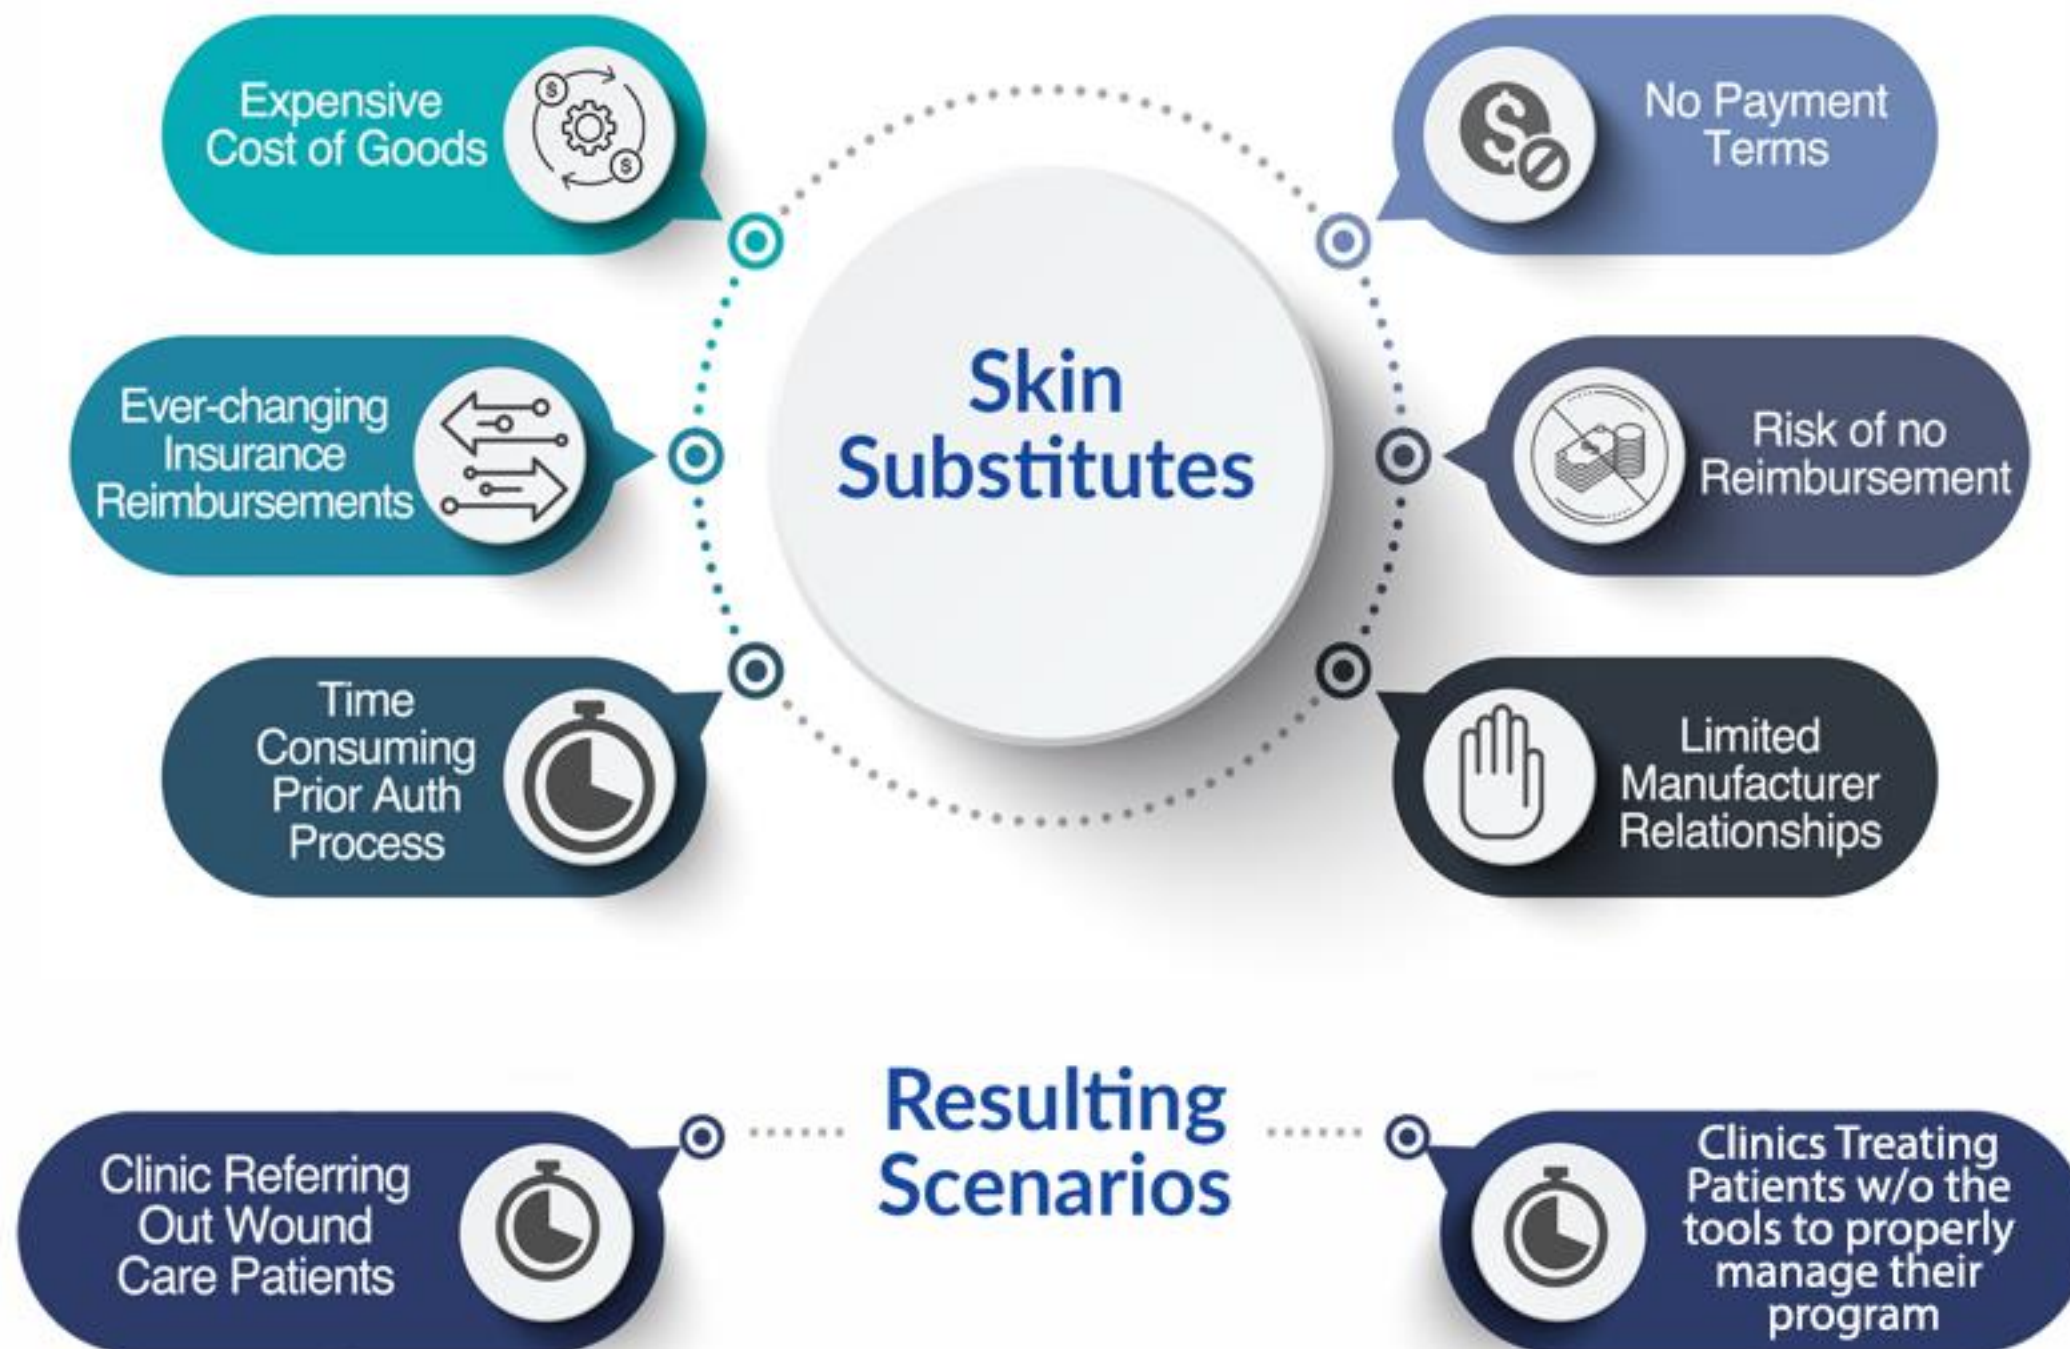 Expensive
Cost of Goods
No Payment
Terms
Skin
Substitutes
Ever-changing
Insurance
Reimbursements
Risk of no
Reimbursement
Time
Consuming
Prior Auth
Process
Limited
Manufacturer
Relationships
Resulting
Scenarios
Clinic Referring
Out Wound
Care Patients
Clinics Treating
Patients w/o the
tools to properly
manage their
program